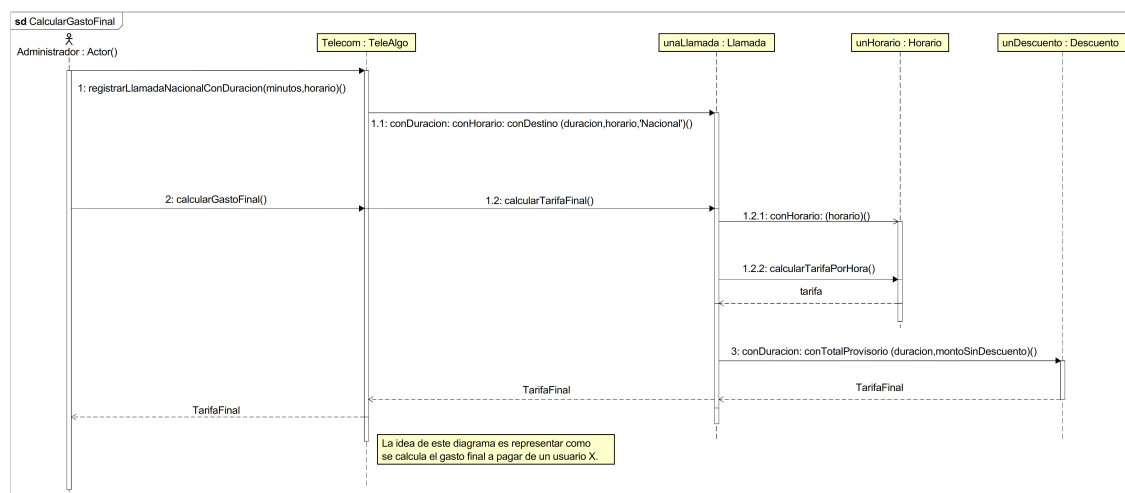 sd CalcularGastoFinal
Administrador : Actor()
Telecom : TeleAlgo
unaLlamada : Llamada
unHorario : Horario
unDescuento : Descuento
1: registrarLlamadaNacionalConDuracion(minutos,horario)()
1.1: conDuracion: conHorario: conDestino (duracion,horario,'Nacional')()
2: calcularGastoFinal()
1.2: calcularTarifaFinal()
1.2.1: conHorario: (horario)()
1.2.2: calcularTarifaPorHora()
tarifa
3: conDuracion: conTotalProvisorio (duracion,montoSinDescuento)()
TarifaFinal
TarifaFinal
TarifaFinal
La idea de este diagrama es representar como
se calcula el gasto final a pagar de un usuario X.